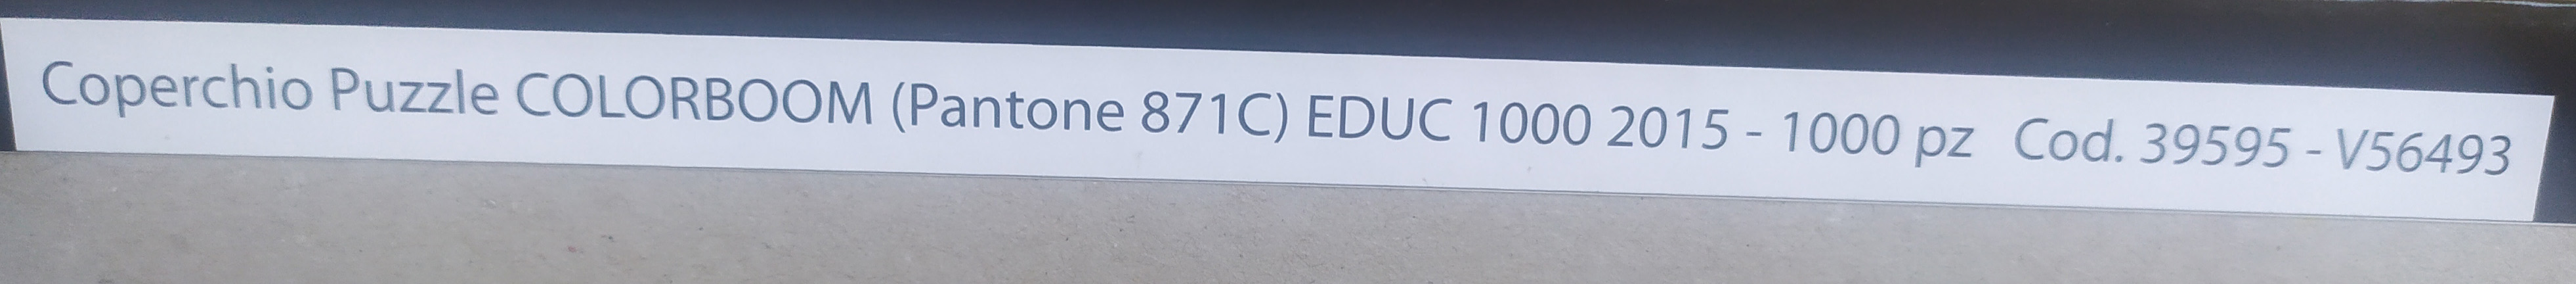 Coperchio Puzzle COLORBOOM (Pantone 871C) EDUC 1000 2015 - 1000 pz Cod. 39595 - V56493